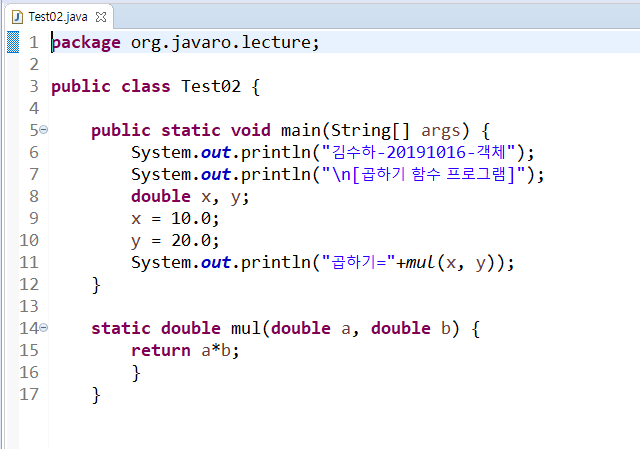 Test02.java
1 package org.javaro.lecture;
2
3 public class Test02 {
4
5 public static void main(String[] args) {
6 System.out.println("김수하-20191016-객체");
7 System.out.println("\n[곱하기 함수 프로그램]");
8 double x, y;
9 x = 10.0;
10 y = 20.0;
11 System.out.println("곱하기="+mul(x, y));
12 }
13
14 static double mul(double a, double b) {
15 return a*b;
16 }
17 }